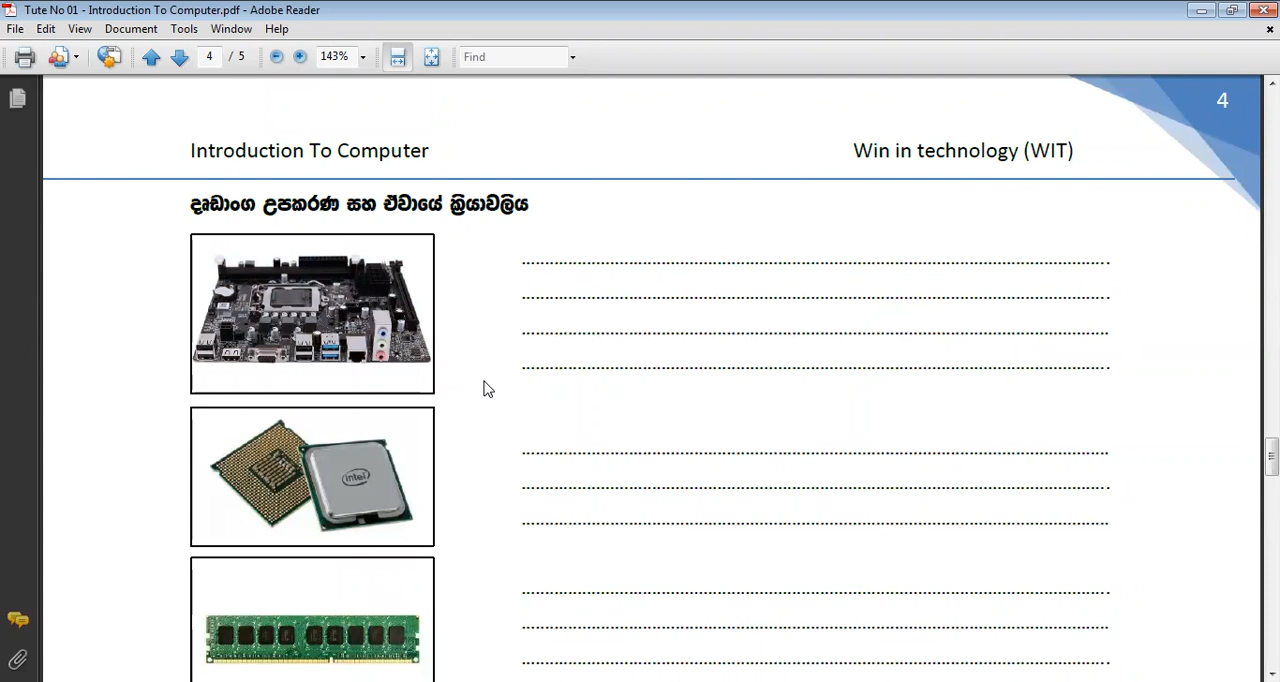 Tute No 01 - Introduction To Computer.pdf - Adobe Reader
File Edit View Document Tools Window Help
4 / 5 143% Find
4
Introduction To Computer Win in technology (WIT)
දෘඩාංග උපකරණ සහ ඒවායේ ක්‍රියාවලිය
intel